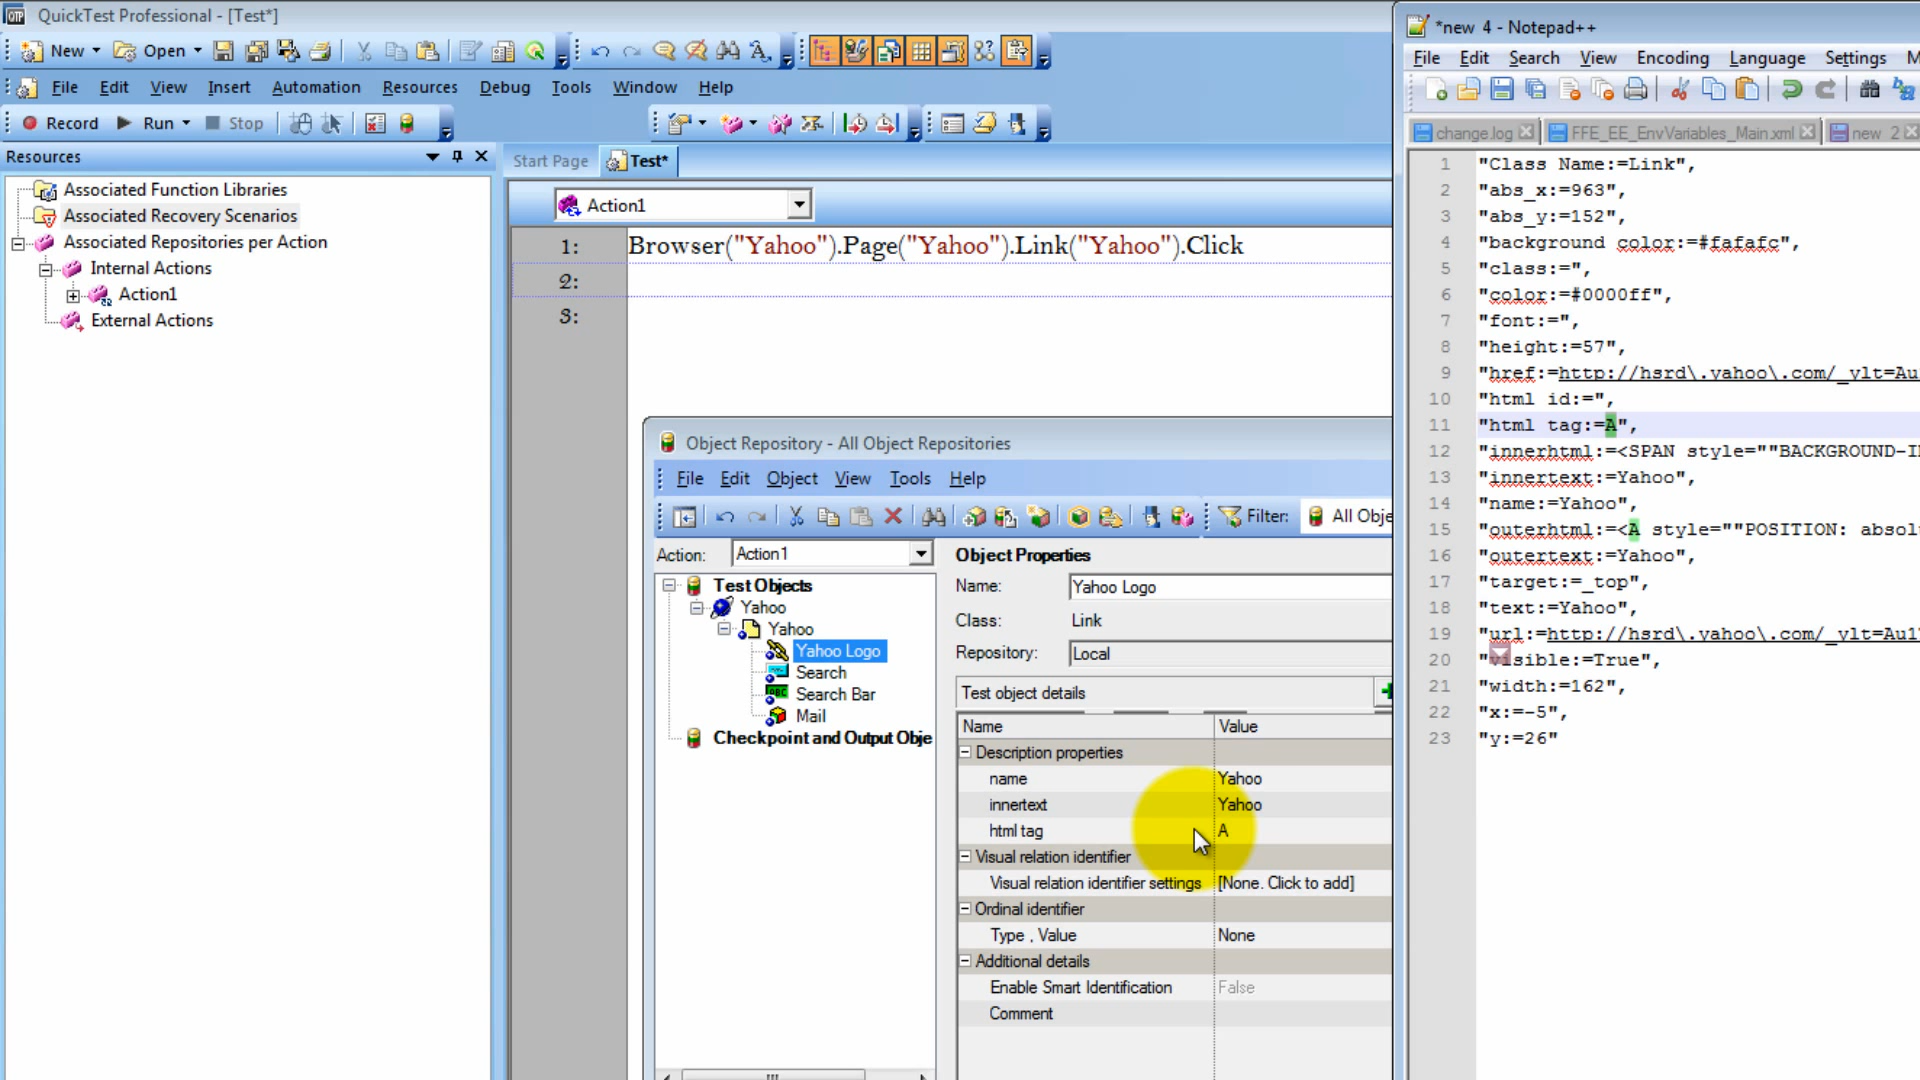 QuickTest Professional - [Test*]
New Open
File Edit View Insert Automation Resources Debug Tools Window Help
Record Run Stop
Resources
Associated Function Libraries
Associated Recovery Scenarios
Associated Repositories per Action
Internal Actions
Action1
External Actions
Start Page Test*
Action1
1: Browser("Yahoo").Page("Yahoo").Link("Yahoo").Click
2:
3:
Object Repository - All Object Repositories
File Edit Object View Tools Help
Filter: All Obje
Action: Action1
Test Objects
Yahoo
Yahoo
Yahoo Logo
Search
Search Bar
Mail
Checkpoint and Output Obje
Object Properties
Name: Yahoo Logo
Class: Link
Repository: Local
Test object details
Name Value
Description properties
name Yahoo
innertext Yahoo
html tag A
Visual relation identifier
Visual relation identifier settings [None. Click to add]
Ordinal identifier
Type , Value None
Additional details
Enable Smart Identification False
Comment
*new 4 - Notepad++
File Edit Search View Encoding Language Settings M
change.log FFE_EE_EnvVariables_Main.xml new 2
1 "Class Name:=Link",
2 "abs_x:=963",
3 "abs_y:=152",
4 "background color:=#fafafc",
5 "class:=",
6 "color:=#0000ff",
7 "font:=",
8 "height:=57",
9 "href:=http://hsrd\.yahoo\.com/_ylt=Au
10 "html id:=",
11 "html tag:=A",
12 "innerhtml:=<SPAN style=""BACKGROUND-I
13 "innertext:=Yahoo",
14 "name:=Yahoo",
15 "outerhtml:=<A style=""POSITION: absol
16 "outertext:=Yahoo",
17 "target:=_top",
18 "text:=Yahoo",
19 "url:=http://hsrd\.yahoo\.com/_ylt=Au1
20 "visible:=True",
21 "width:=162",
22 "x:=-5",
23 "y:=26"